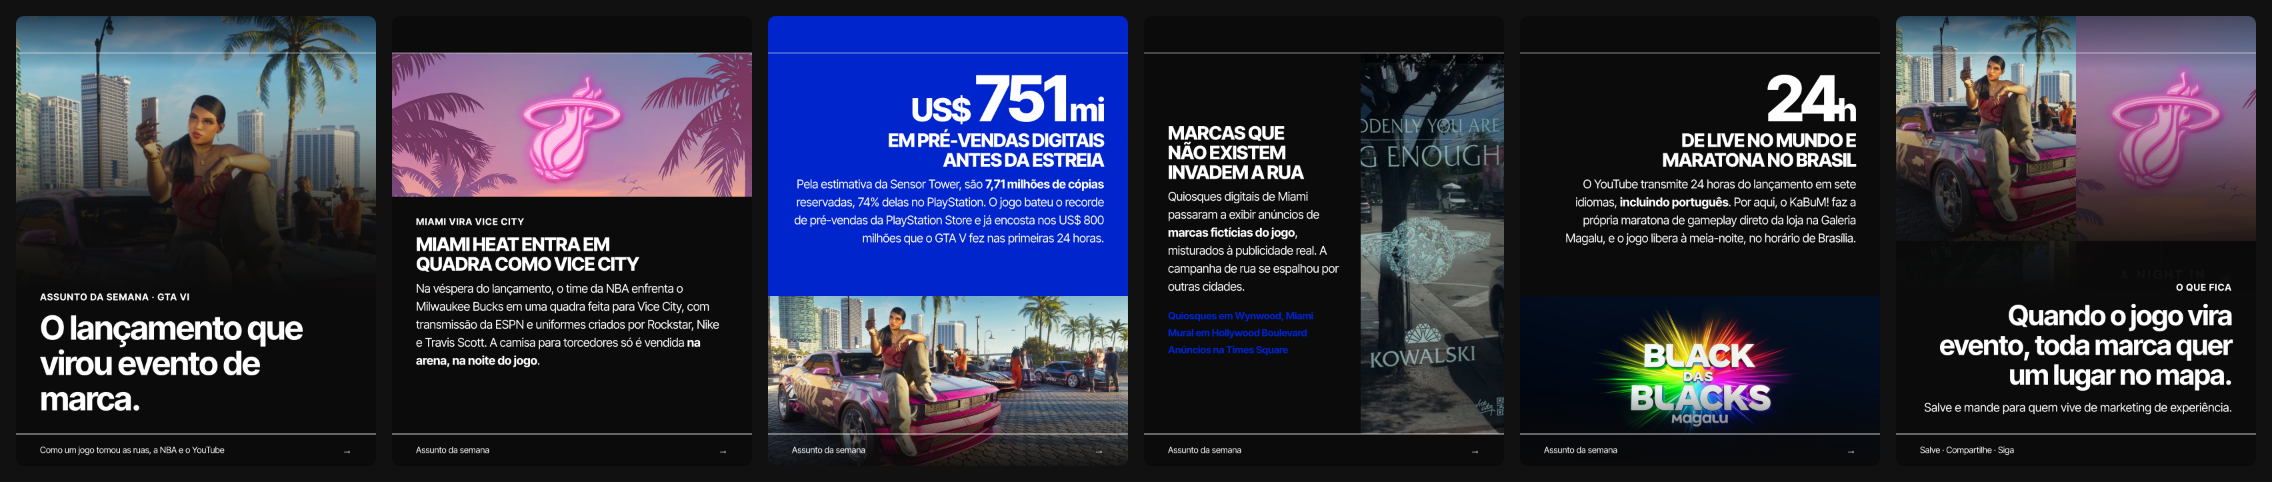 ASSUNTO DA SEMANA · GTA VI
O lançamento que
virou evento de
marca.
Como um jogo tomou as ruas, a NBA e o YouTube
→
MIAMI VIRA VICE CITY
MIAMI HEAT ENTRA EM
QUADRA COMO VICE CITY
Na véspera do lançamento, o time da NBA enfrenta o
Milwaukee Bucks em uma quadra feita para Vice City, com
transmissão da ESPN e uniformes criados por Rockstar, Nike
e Travis Scott. A camisa para torcedores só é vendida na
arena, na noite do jogo.
Assunto da semana
→
US$ 751mi
EM PRÉ-VENDAS DIGITAIS
ANTES DA ESTREIA
Pela estimativa da Sensor Tower, são 7,71 milhões de cópias
reservadas, 74% delas no PlayStation. O jogo bateu o recorde
de pré-vendas da PlayStation Store e já encosta nos US$ 800
milhões que o GTA V fez nas primeiras 24 horas.
Assunto da semana
→
MARCAS QUE
NÃO EXISTEM
INVADEM A RUA
Quiosques digitais de Miami
passaram a exibir anúncios de
marcas fictícias do jogo,
misturados à publicidade real. A
campanha de rua se espalhou por
outras cidades.
Quiosques em Wynwood, Miami
Mural em Hollywood Boulevard
Anúncios na Times Square
DDENLY YOU ARE
G ENOUGH
KOWALSKI
Assunto da semana
→
24h
DE LIVE NO MUNDO E
MARATONA NO BRASIL
O YouTube transmite 24 horas do lançamento em sete
idiomas, incluindo português. Por aqui, o KaBuM! faz a
própria maratona de gameplay direto da loja na Galeria
Magalu, e o jogo libera à meia-noite, no horário de Brasília.
BLACK
DAS
BLACKS
Magalu
Assunto da semana
→
A NIGHT IN
O QUE FICA
Quando o jogo vira
evento, toda marca quer
um lugar no mapa.
Salve e mande para quem vive de marketing de experiência.
Salve · Compartilhe · Siga